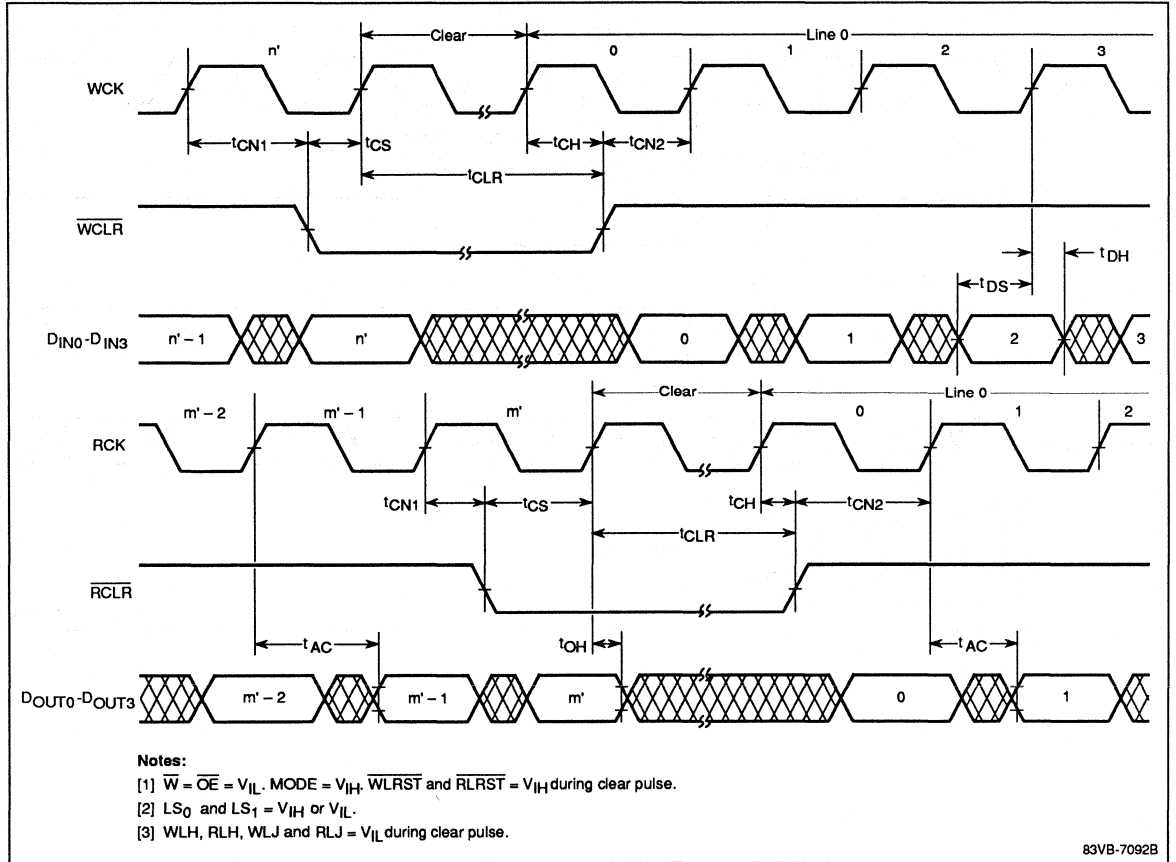 Clear
Line 0
n' 0 1 2 3
WCK
tCN1 tCS tCH tCN2
tCLR
WCLR
tDH
tDS
DIN0-DIN3 n' – 1 n' 0 1 2 3
Clear
Line 0
m' – 2 m' – 1 m' 0 1 2
RCK
tCN1 tCS tCH tCN2
tCLR
RCLR
tAC tOH tAC
DOUT0-DOUT3 m' – 2 m' – 1 m' 0 1
Notes:
[1] W̅ = O̅E̅ = VIL. MODE = VIH. W̅L̅R̅S̅T̅ and R̅L̅R̅S̅T̅ = VIH during clear pulse.
[2] LS0 and LS1 = VIH or VIL.
[3] WLH, RLH, WLJ and RLJ = VIL during clear pulse.
83VB-7092B